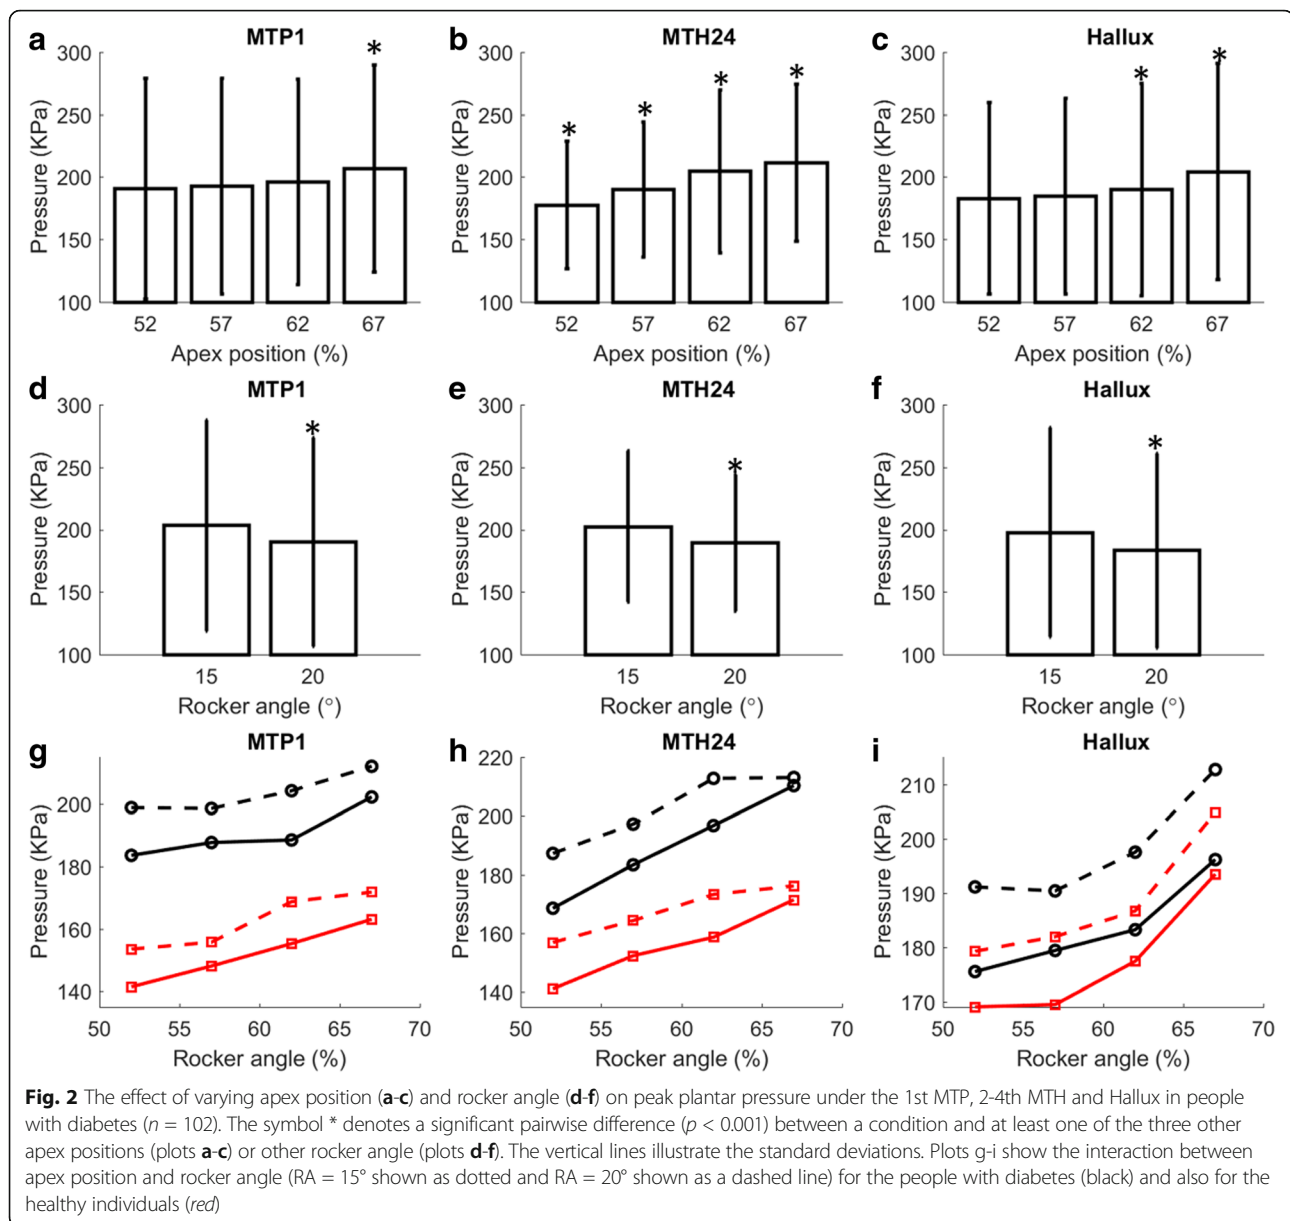 a MTP1
b MTH24
c Hallux
300
250
200
150
100
Pressure (KPa)
*
52 57 62 67
Apex position (%)
300
250
200
150
100
Pressure (KPa)
* * * *
52 57 62 67
Apex position (%)
300
250
200
150
100
Pressure (KPa)
* *
52 57 62 67
Apex position (%)
d MTP1
e MTH24
f Hallux
300
250
200
150
100
Pressure (KPa)
*
15 20
Rocker angle (°)
300
250
200
150
100
Pressure (KPa)
*
15 20
Rocker angle (°)
300
250
200
150
100
Pressure (KPa)
*
15 20
Rocker angle (°)
g MTP1
h MTH24
i Hallux
200
180
160
140
Pressure (KPa)
50 55 60 65 70
Rocker angle (%)
220
200
180
160
140
Pressure (KPa)
50 55 60 65 70
Rocker angle (%)
210
200
190
180
170
Pressure (KPa)
50 55 60 65 70
Rocker angle (%)
Fig. 2 The effect of varying apex position (a-c) and rocker angle (d-f) on peak plantar pressure under the 1st MTP, 2-4th MTH and Hallux in people
with diabetes (n = 102). The symbol * denotes a significant pairwise difference (p < 0.001) between a condition and at least one of the three other
apex positions (plots a-c) or other rocker angle (plots d-f). The vertical lines illustrate the standard deviations. Plots g-i show the interaction between
apex position and rocker angle (RA = 15° shown as dotted and RA = 20° shown as a dashed line) for the people with diabetes (black) and also for the
healthy individuals (red)